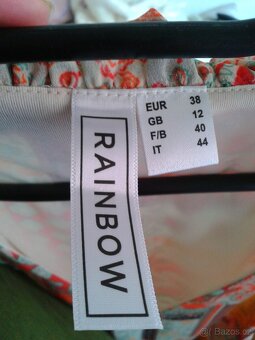 RAINBOW
EUR 38
GB 12
F/B 40
IT 44
Bazos.cz